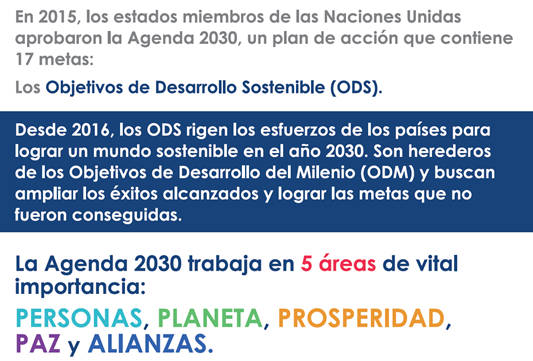 En 2015, los estados miembros de las Naciones Unidas
aprobaron la Agenda 2030, un plan de acción que contiene
17 metas:
Los Objetivos de Desarrollo Sostenible (ODS).
Desde 2016, los ODS rigen los esfuerzos de los países para
lograr un mundo sostenible en el año 2030. Son herederos
de los Objetivos de Desarrollo del Milenio (ODM) y buscan
ampliar los éxitos alcanzados y lograr las metas que no
fueron conseguidas.
La Agenda 2030 trabaja en 5 áreas de vital
importancia:
PERSONAS, PLANETA, PROSPERIDAD,
PAZ y ALIANZAS.